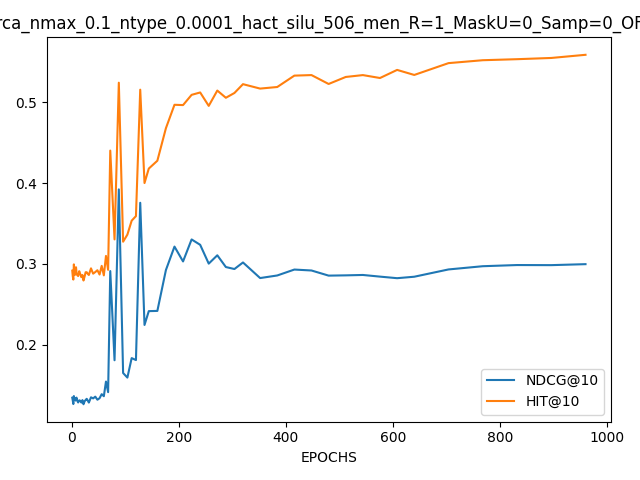 rca_nmax_0.1_ntype_0.0001_hact_silu_506_men_R=1_MaskU=0_Samp=0_OF
0.5
0.4
0.3
0.2
NDCG@10
HIT@10
0 200 400 600 800 1000
EPOCHS